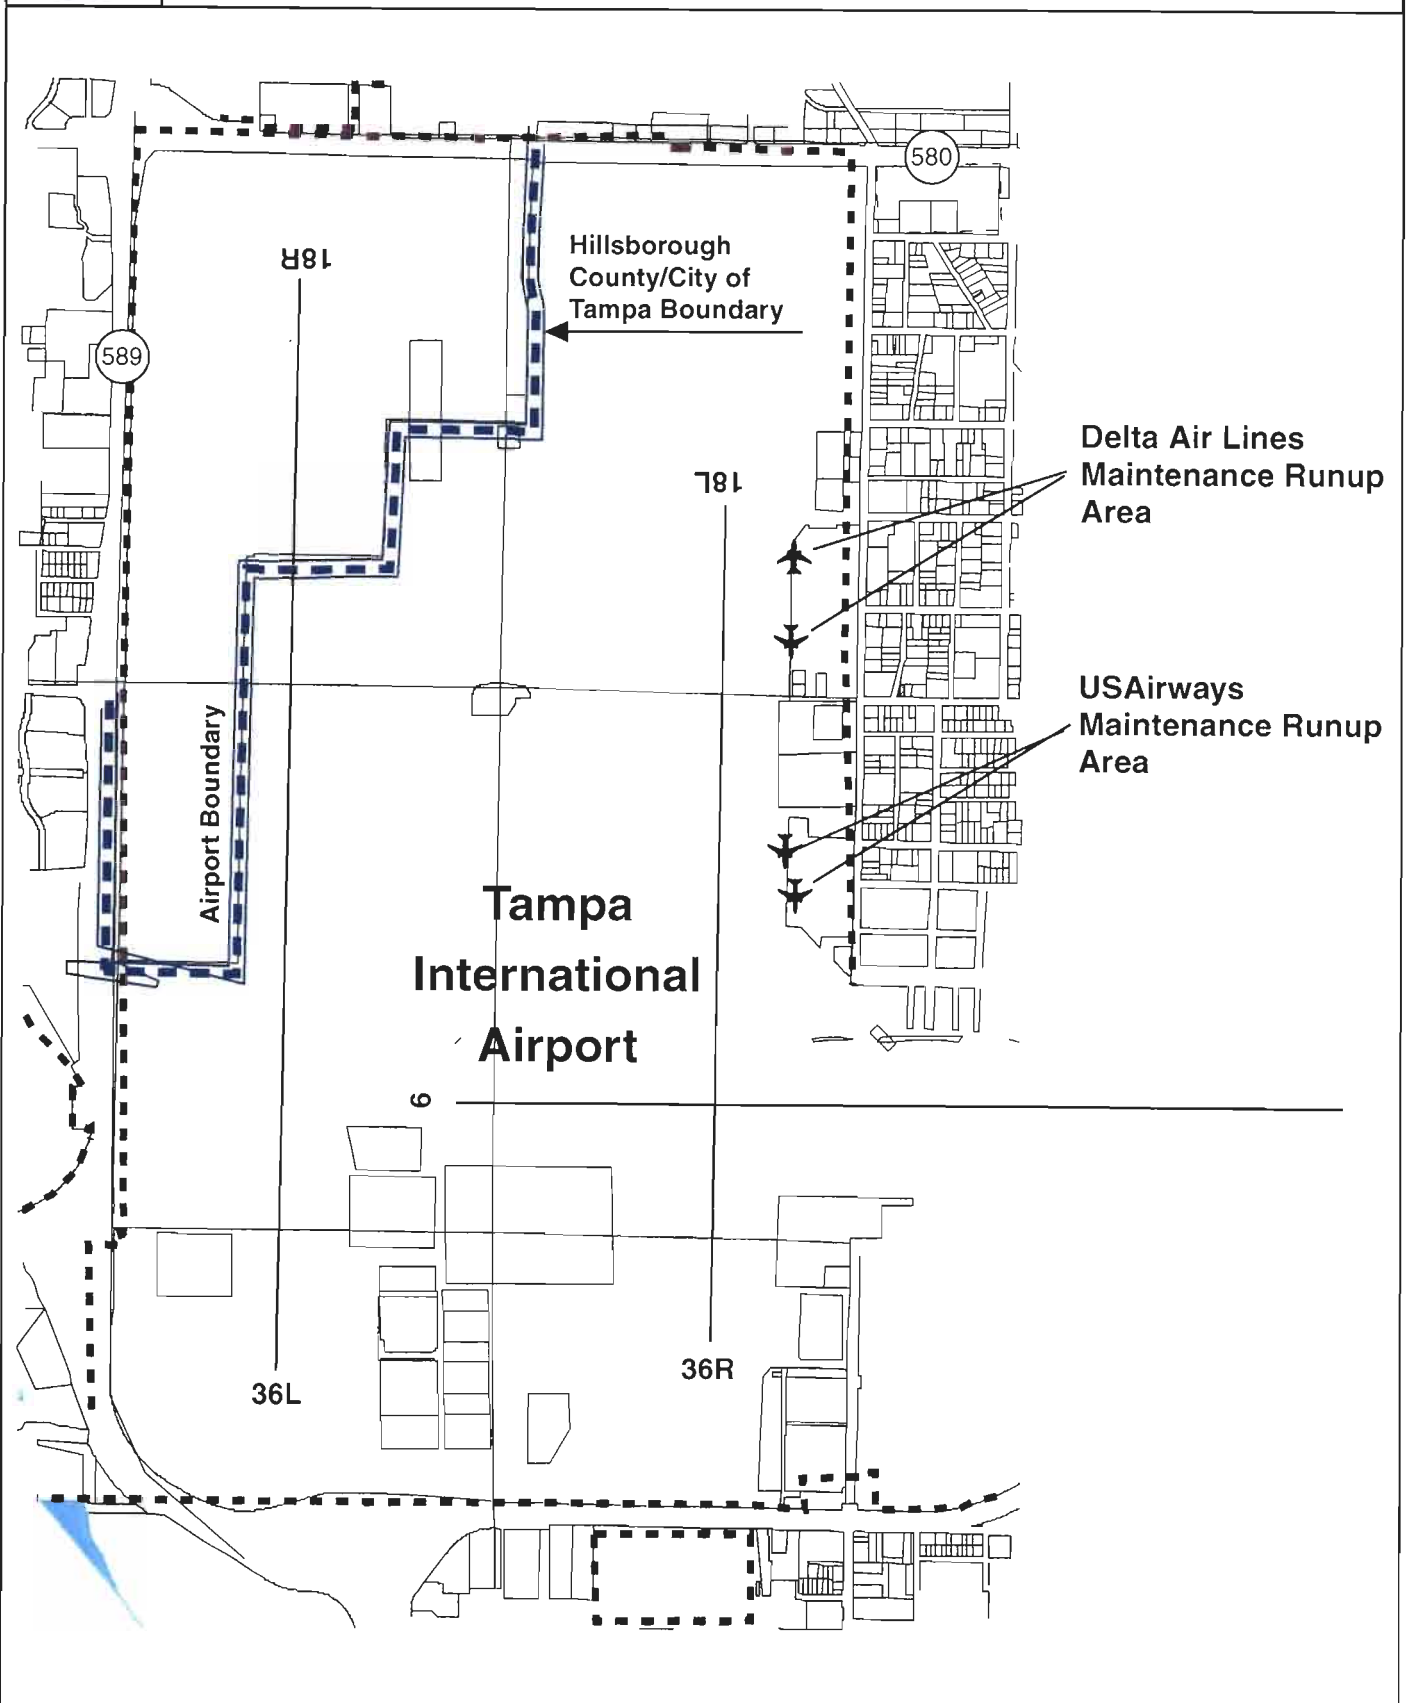 580
18R
Hillsborough
County/City of
Tampa Boundary
589
Delta Air Lines
Maintenance Runup
Area
18L
USAirways
Maintenance Runup
Area
Airport Boundary
Tampa
International
Airport
9
36R
36L